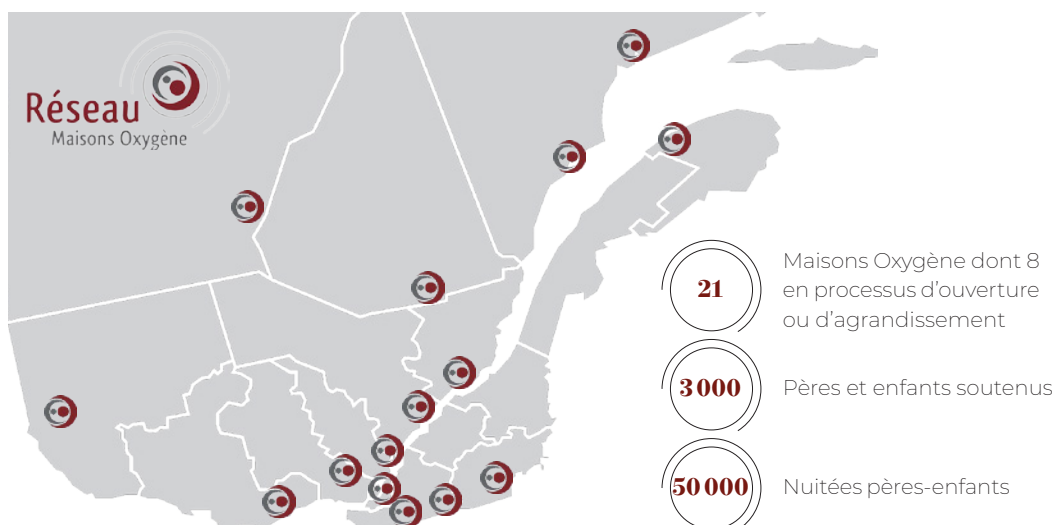 Réseau
Maisons Oxygène
21
Maisons Oxygène dont 8
en processus d'ouverture
ou d'agrandissement
3 000
Pères et enfants soutenus
50 000
Nuitées pères-enfants